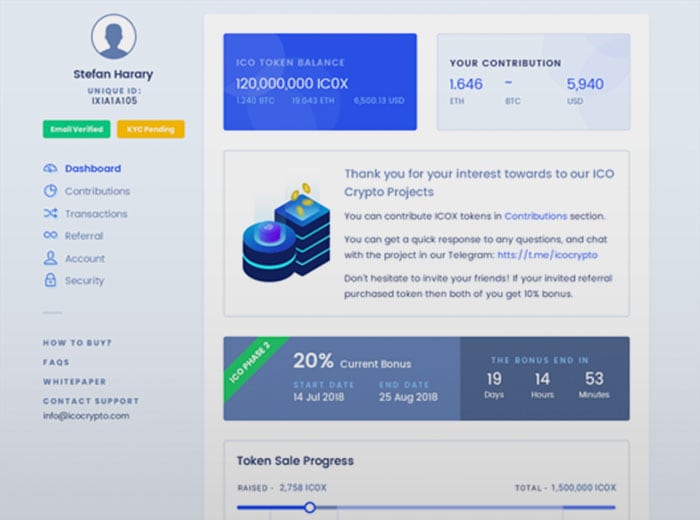 Stefan Harary
UNIQUE ID:
IXIA1A105
Email Verified
KYC Pending
Dashboard
Contributions
Transactions
Referral
Account
Security
HOW TO BUY?
FAQS
WHITEPAPER
CONTACT SUPPORT
info@icocrypto.com
ICO TOKEN BALANCE
120,000,000 ICOX
1.240 BTC 19.043 ETH 6,500.13 USD
YOUR CONTRIBUTION
1.646 ~ 5,940
ETH BTC USD
Thank you for your interest towards to our ICO
Crypto Projects
You can contribute ICOX tokens in Contributions section.
You can get a quick response to any questions, and chat
with the project in our Telegram: htts://t.me/icocrypto
Don't hesitate to invite your friends! If your invited referral
purchased token then both of you get 10% bonus.
ICO PHASE 2
20% Current Bonus
START DATE END DATE
14 Jul 2018 25 Aug 2018
THE BONUS END IN
19 14 53
Days Hours Minutes
Token Sale Progress
RAISED - 2,758 ICOX TOTAL - 1,500,000 ICOX